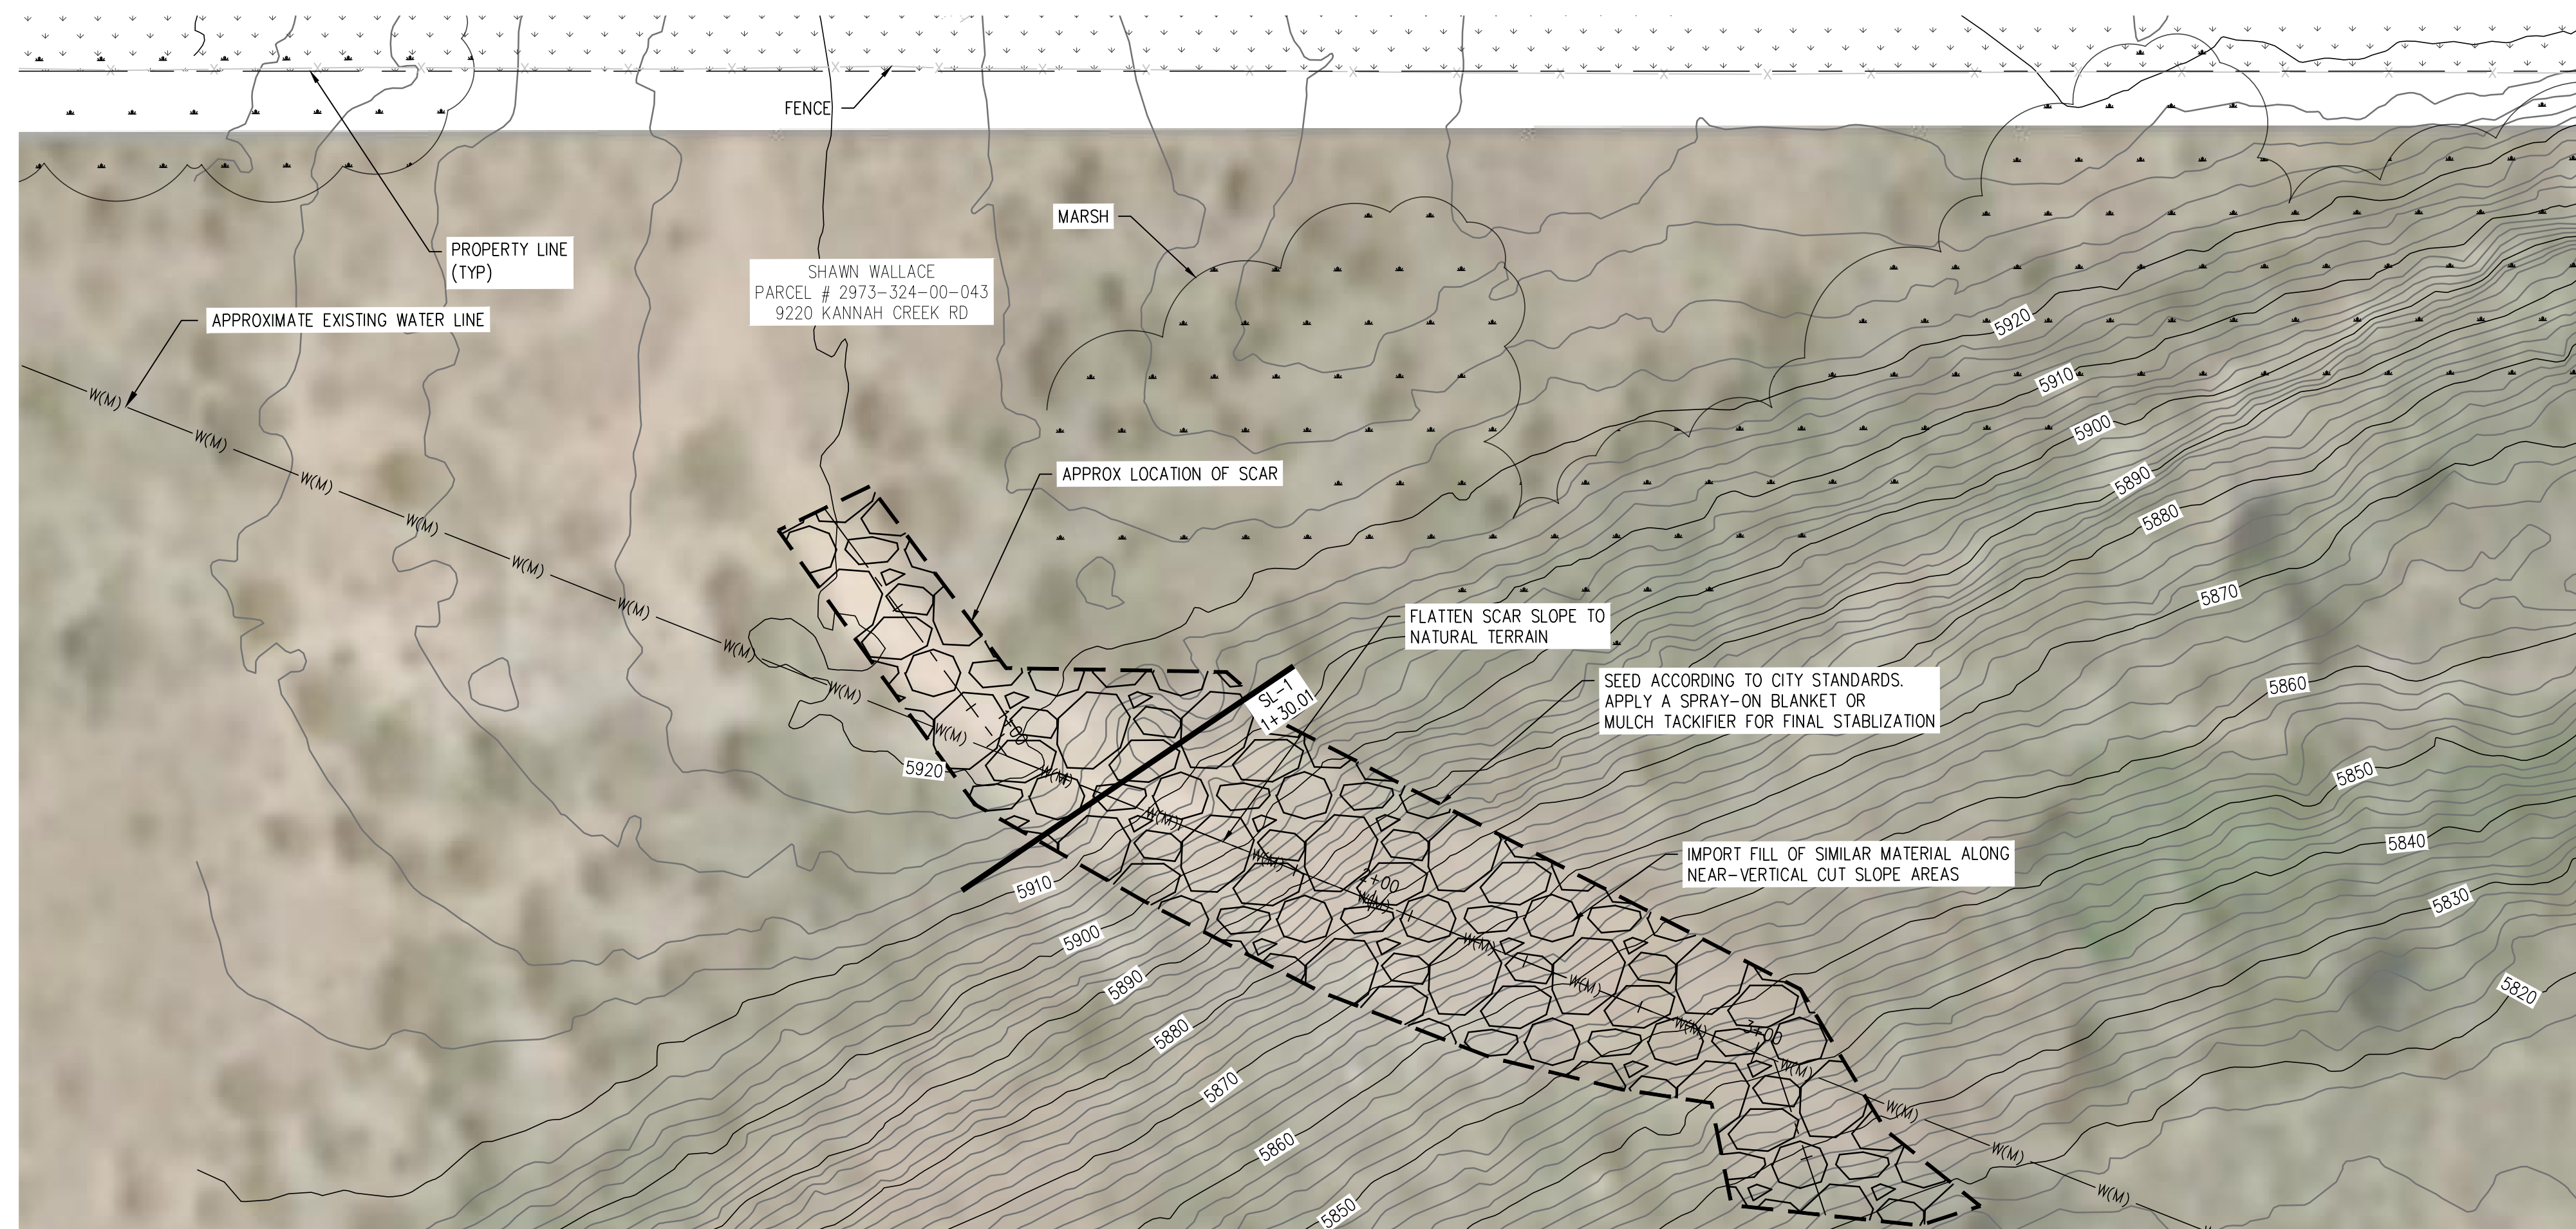 FENCE
MARSH
PROPERTY LINE
(TYP)
SHAWN WALLACE
PARCEL # 2973-324-00-043
9220 KANNAH CREEK RD
APPROXIMATE EXISTING WATER LINE
5920
5910
W(M)
W(M)
5900
W(M)
APPROX LOCATION OF SCAR
5890
W(M)
5880
W(M)
5870
W(M)
FLATTEN SCAR SLOPE TO
NATURAL TERRAIN
W(M)
5860
SL-1
1+30.01
SEED ACCORDING TO CITY STANDARDS.
APPLY A SPRAY-ON BLANKET OR
MULCH TACKIFIER FOR FINAL STABLIZATION
W(M)
W(M)
5920
W(M)
5850
W(M)
5840
IMPORT FILL OF SIMILAR MATERIAL ALONG
NEAR-VERTICAL CUT SLOPE AREAS
W(M)
5910
2+00
W(M)
5830
5900
W(M)
5890
W(M)
5820
W(M)
3+00
5880
W(M)
5870
W(M)
5860
W(M)
W(M)
5850